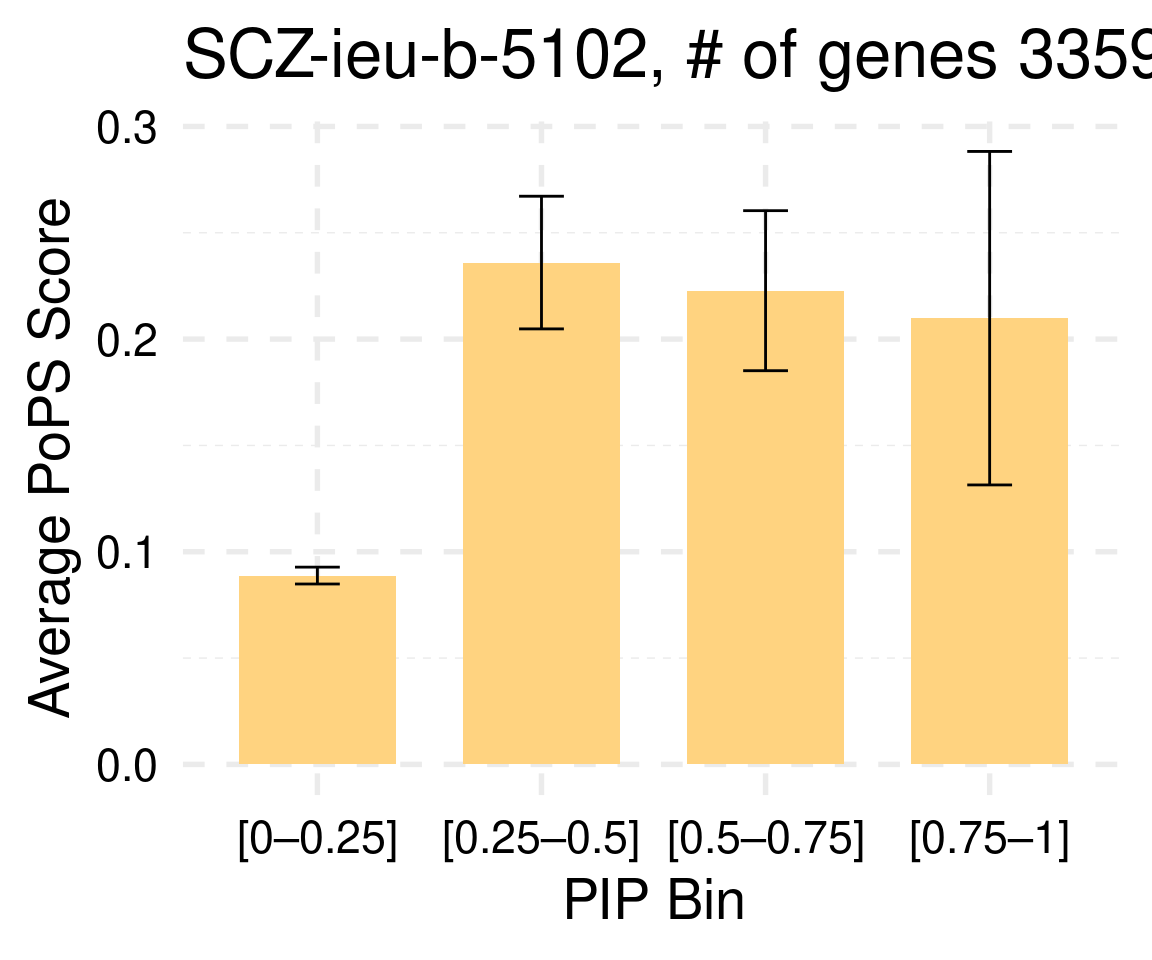 SCZ-ieu-b-5102, # of genes 3359
Average PoPS Score
0.3
0.2
0.1
0.0
[0–0.25] [0.25–0.5] [0.5–0.75] [0.75–1]
PIP Bin